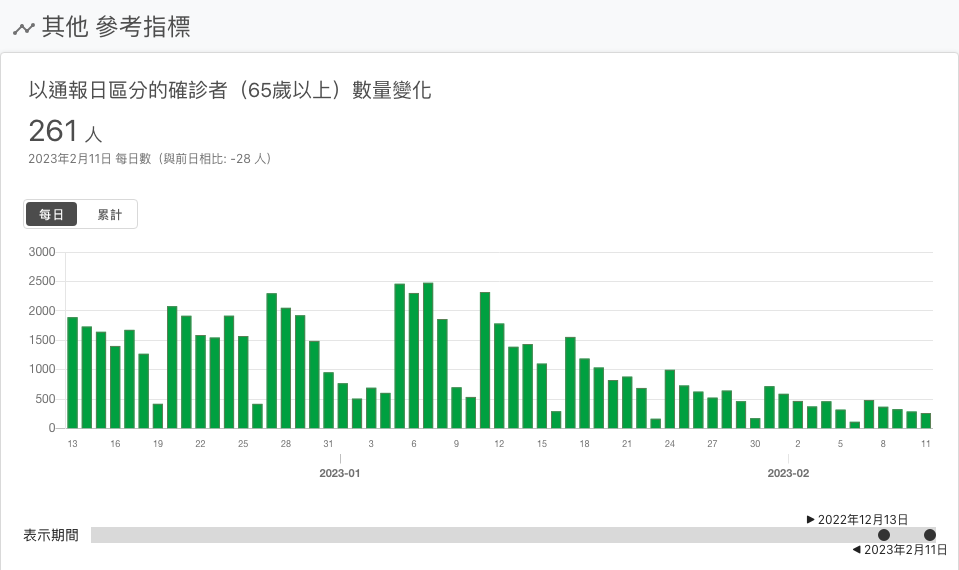 其他 參考指標
以通報日區分的確診者（65歲以上）數量變化
261 人
2023年2月11日 每日數（與前日相比: -28 人）
每日 累計
3000
2500
2000
1500
1000
500
0
13 16 19 22 25 28 31 3 6 9 12 15 18 21 24 27 30 2 5 8 11
2023-01 2023-02
▶ 2022年12月13日
表示期間
◀ 2023年2月11日